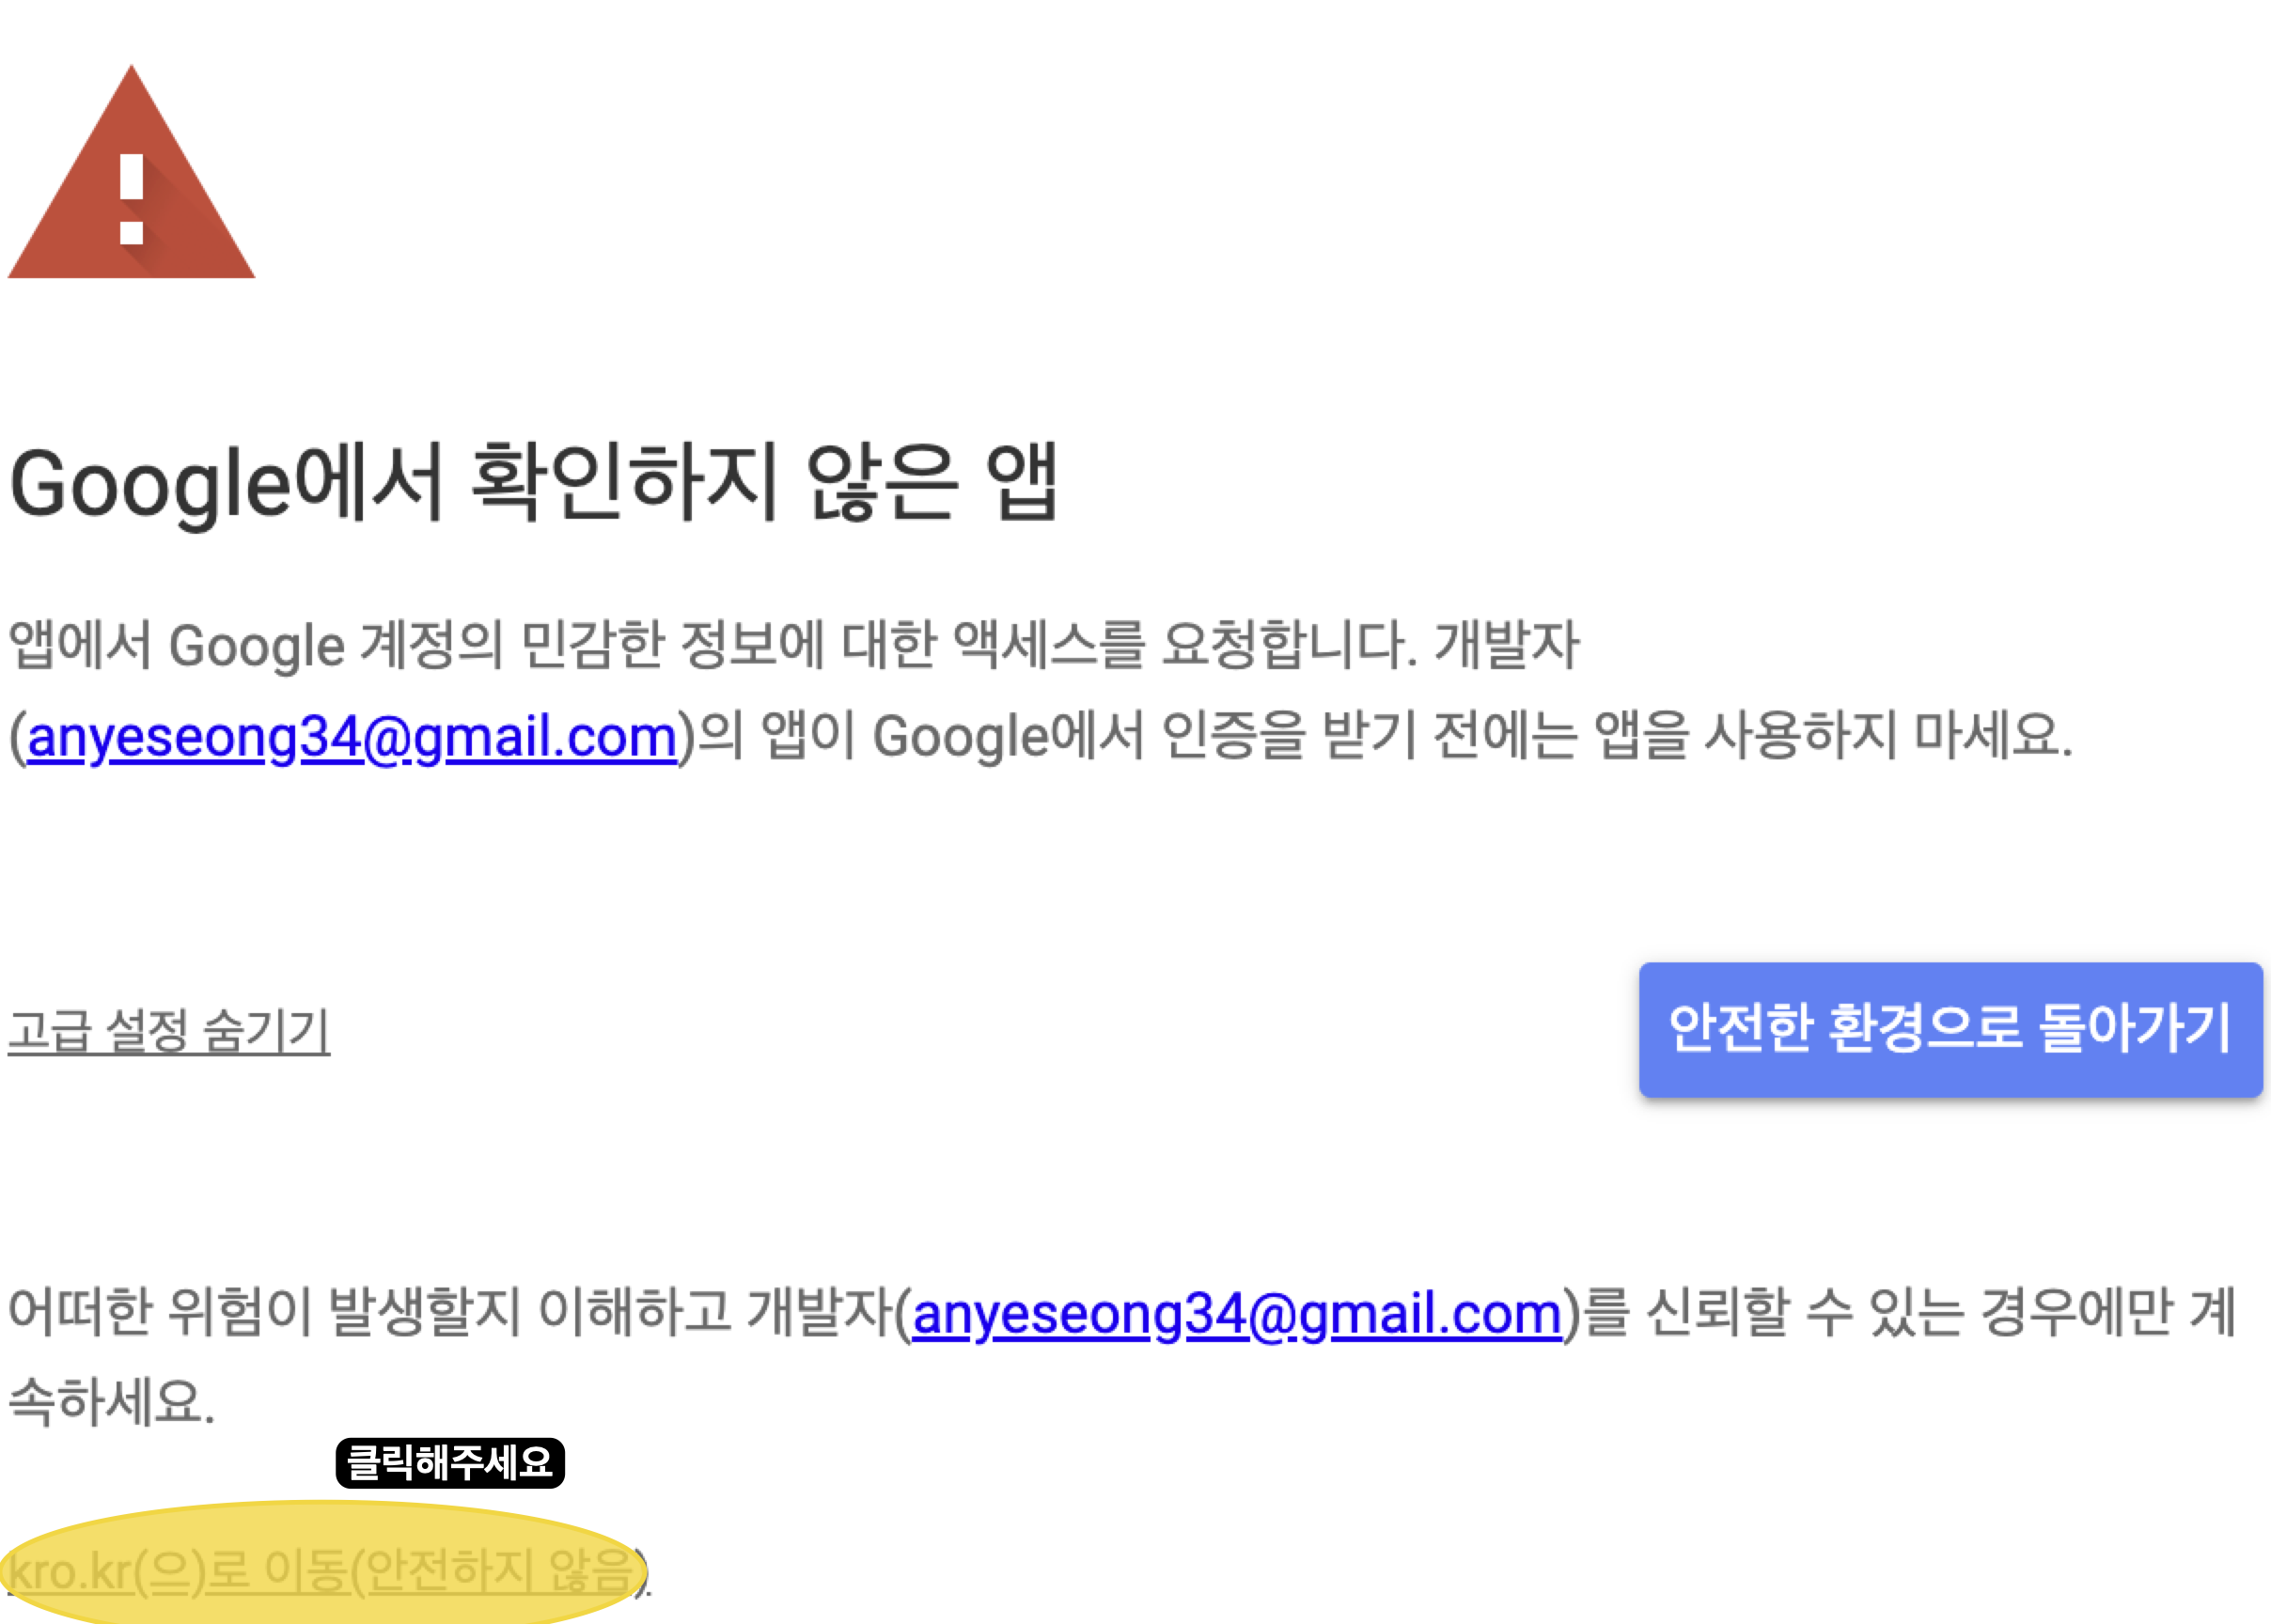 Google에서 확인하지 않은 앱
앱에서 Google 계정의 민감한 정보에 대한 액세스를 요청합니다. 개발자
(anyeseong34@gmail.com)의 앱이 Google에서 인증을 받기 전에는 앱을 사용하지 마세요.
고급 설정 숨기기
안전한 환경으로 돌아가기
어떠한 위험이 발생할지 이해하고 개발자(anyeseong34@gmail.com)를 신뢰할 수 있는 경우에만 계
속하세요.
클릭해주세요
kro.kr(으)로 이동(안전하지 않음)